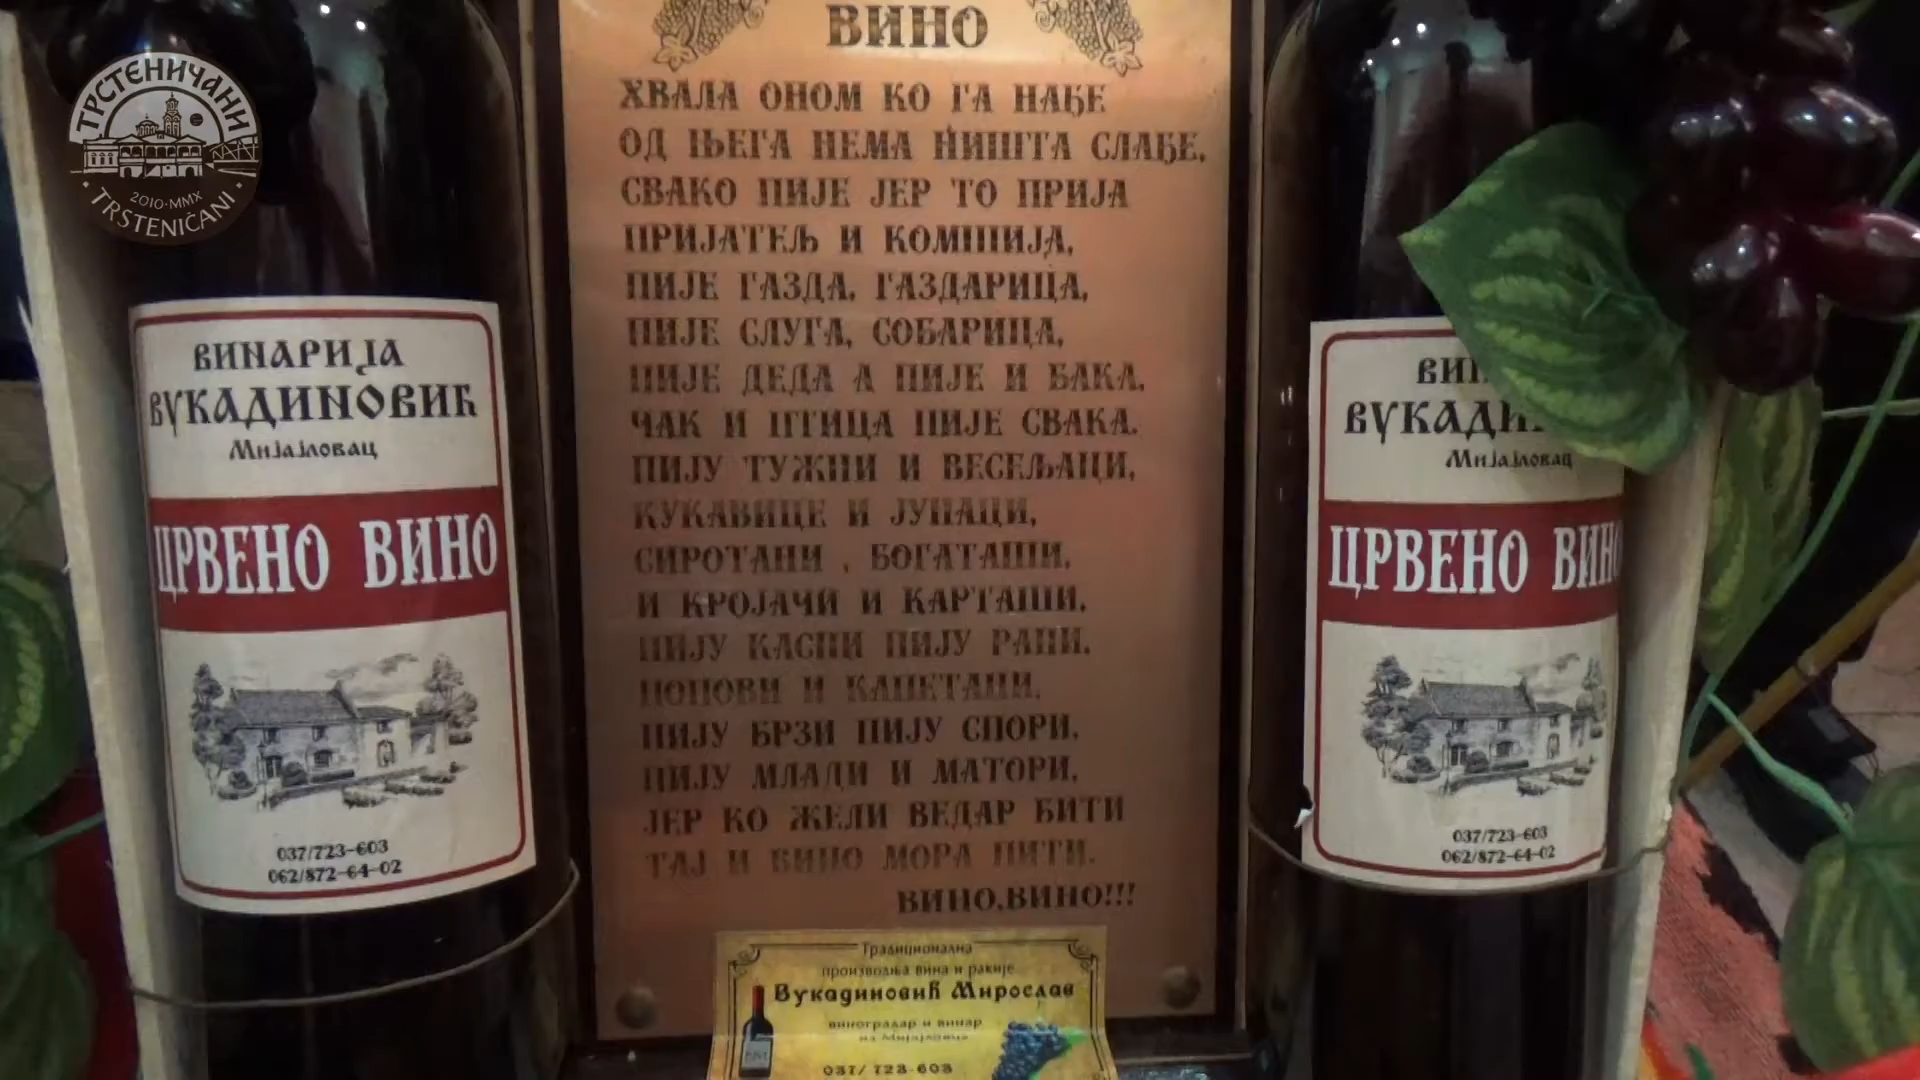 ТРСТЕНИЧАНИ
2010·MMX
TRSTENIČANI
ВИНАРИЈА
ВУКАДИНОВИЋ
Мијајловац
ЦРВЕНО ВИНО
037/723-603
062/872-64-02
ВИНО
ХВАЛА ОНОМ КО ГА НАЂЕ
ОД ЊЕГА НЕМА НИШТА СЛАЂЕ,
СВАКО ПИЈЕ ЈЕР ТО ПРИЈА
ПРИЈАТЕЉ И КОМШИЈА,
ПИЈЕ ГАЗДА, ГАЗДАРИЦА,
ПИЈЕ СЛУГА, СОБАРИЦА,
ПИЈЕ ДЕДА А ПИЈЕ И БАКА,
ЧАК И ПТИЦА ПИЈЕ СВАКА.
ПИЈУ ТУЖНИ И ВЕСЕЉАЦИ,
КУКАВИЦЕ И ЈУНАЦИ,
СИРОТАНИ , БОГАТАШИ,
И КРОЈАЧИ И КАРТАШИ,
ПИЈУ КАСНИ ПИЈУ РАНИ,
ПОПОВИ И КАПЕТАНИ,
ПИЈУ БРЗИ ПИЈУ СПОРИ,
ПИЈУ МЛАДИ И МАТОРИ,
ЈЕР КО ЖЕЛИ ВЕДАР БИТИ
ТАЈ И ВИНО МОРА ПИТИ.
ВИНО,ВИНО!!!
Традиционална
производња вина и ракије
Вукадиновић Мирослав
виноградар и винар
из Мијајловца
037/ 723-603
ВИ
ВУКАДИ
Мијајловац
ЦРВЕНО ВИНО
037/723-603
062/872-64-02